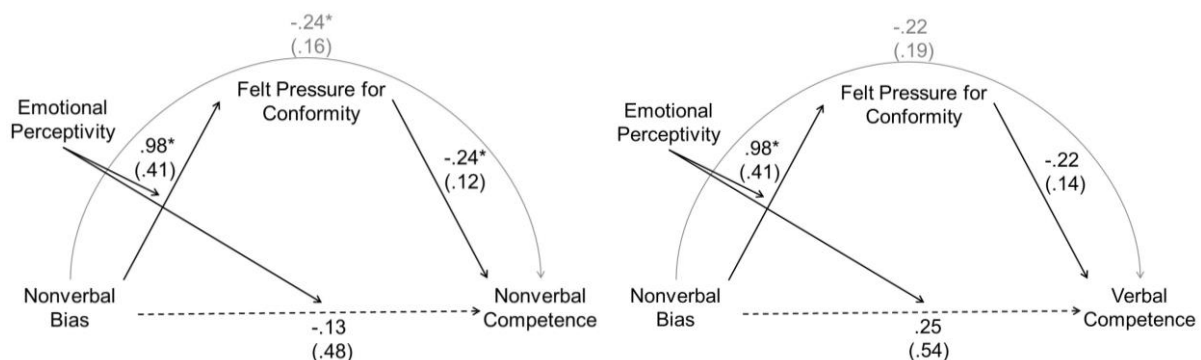 -.24*
(.16)
Felt Pressure for
Conformity
Emotional
Perceptivity
.98*
(.41)
-.24*
(.12)
Nonverbal
Bias
Nonverbal
Competence
-.13
(.48)
-.22
(.19)
Felt Pressure for
Conformity
Emotional
Perceptivity
.98*
(.41)
-.22
(.14)
Nonverbal
Bias
Verbal
Competence
.25
(.54)